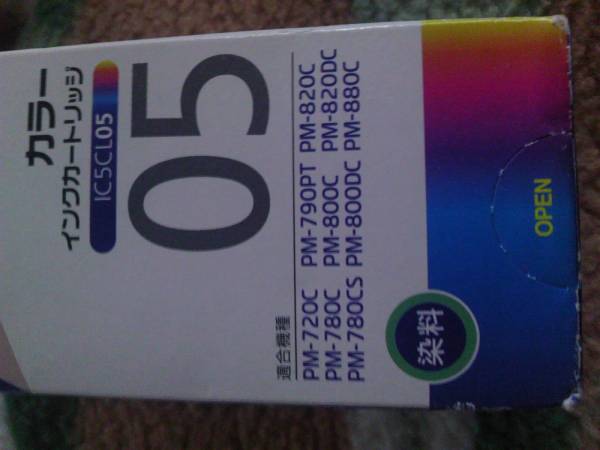 カラー
インクカートリッジ
IC5CL05
05
適合機種
PM-720C PM-790PT PM-820C
PM-780C PM-800C PM-820DC
PM-780CS PM-800DC PM-880C
染料
OPEN